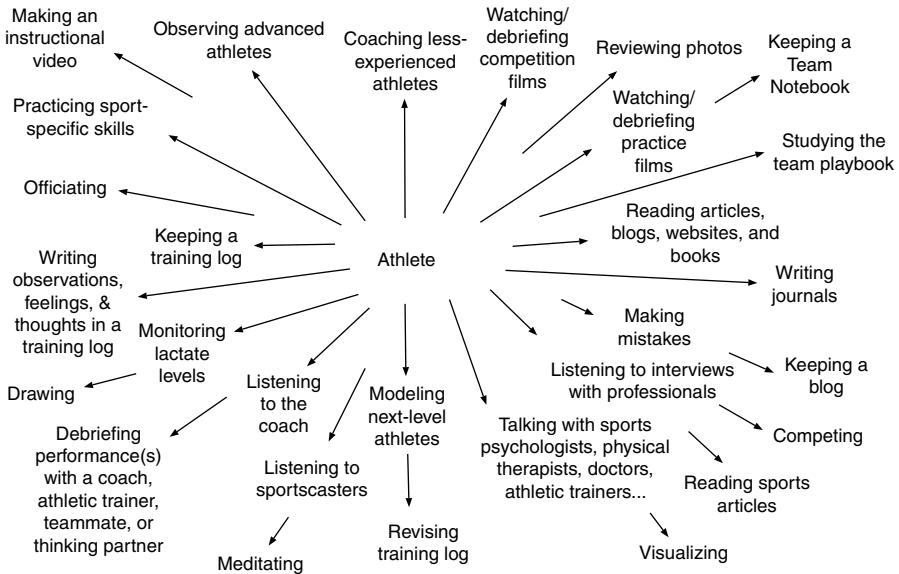 Making an
instructional
video
Observing advanced
athletes
Coaching less-
experienced
athletes
Watching/
debriefing
competition
films
Reviewing photos
Keeping a
Team
Notebook
Practicing sport-
specific skills
Watching/
debriefing
practice
films
Studying the
team playbook
Officiating
Keeping a
training log
Athlete
Reading articles,
blogs, websites, and
books
Writing
observations,
feelings, &
thoughts in a
training log
Writing
journals
Monitoring
lactate
levels
Making
mistakes
Drawing
Listening
to the
coach
Modeling
next-level
athletes
Listening to interviews
with professionals
Keeping a
blog
Debriefing
performance(s)
with a coach,
athletic trainer,
teammate, or
thinking partner
Listening to
sportscasters
Talking with sports
psychologists, physical
therapists, doctors,
athletic trainers...
Competing
Reading sports
articles
Meditating
Revising
training log
Visualizing